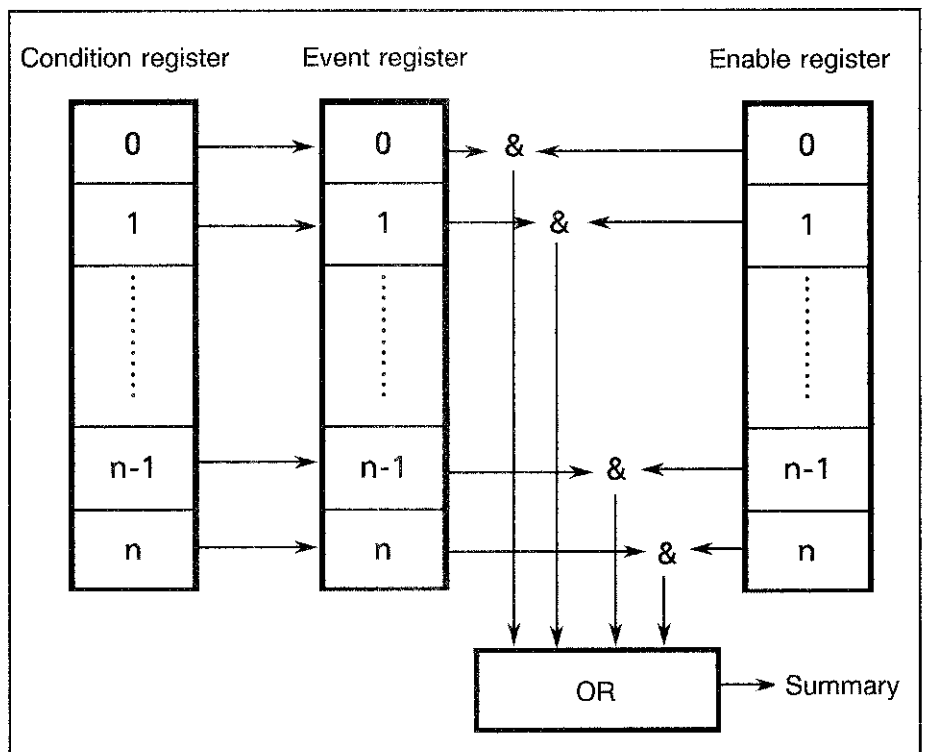 Condition register Event register Enable register
0 0 & 0
1 1 & 1
n-1 n-1 & n-1
n n & n
OR Summary